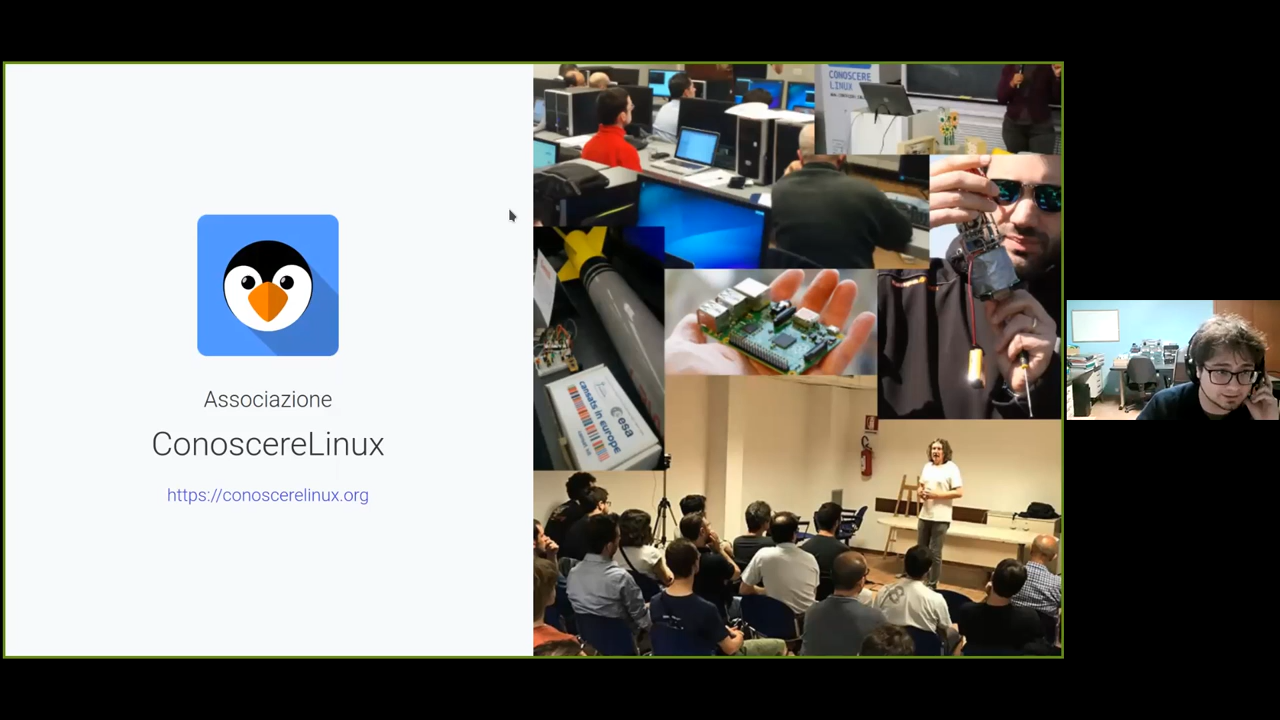 Associazione
ConoscereLinux
https://conoscerelinux.org
CONOSCERE
LINUX
esa
cansats in europe